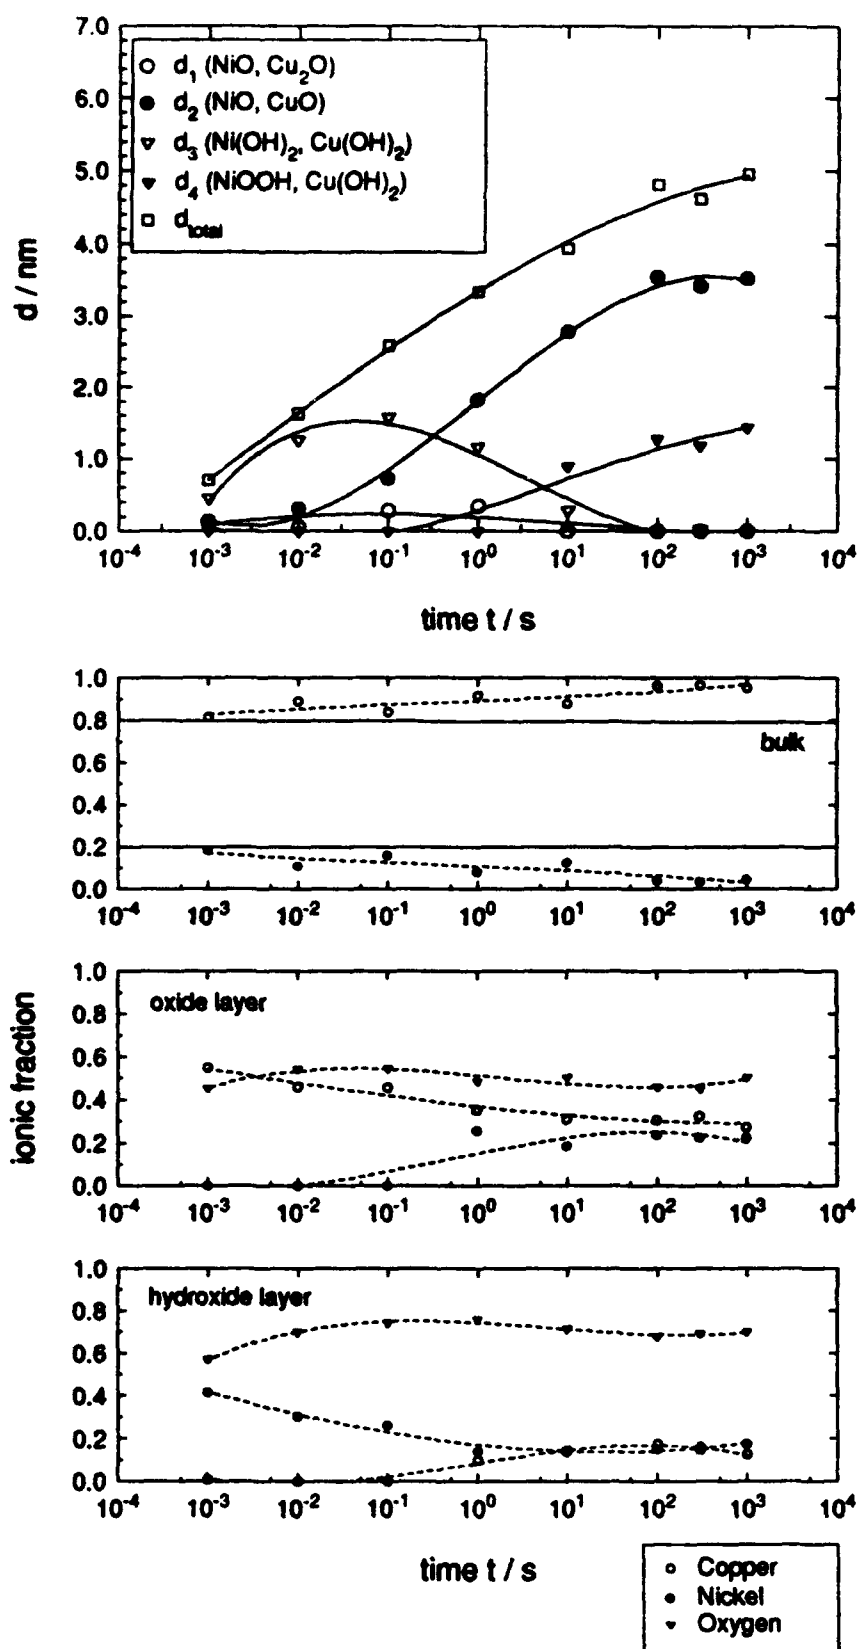 7.0
6.0
5.0
4.0
3.0
2.0
1.0
0.0
d / nm
d₁ (NiO, Cu₂O)
d₂ (NiO, CuO)
d₃ (Ni(OH)₂, Cu(OH)₂)
d₄ (NiOOH, Cu(OH)₂)
d_total
10⁻⁴ 10⁻³ 10⁻² 10⁻¹ 10⁰ 10¹ 10² 10³ 10⁴
time t / s
1.0
0.8
0.6
0.4
0.2
0.0
bulk
10⁻⁴ 10⁻³ 10⁻² 10⁻¹ 10⁰ 10¹ 10² 10³ 10⁴
ionic fraction
1.0
0.8
0.6
0.4
0.2
0.0
oxide layer
10⁻⁴ 10⁻³ 10⁻² 10⁻¹ 10⁰ 10¹ 10² 10³ 10⁴
1.0
0.8
0.6
0.4
0.2
0.0
hydroxide layer
10⁻⁴ 10⁻³ 10⁻² 10⁻¹ 10⁰ 10¹ 10² 10³ 10⁴
time t / s
Copper
Nickel
Oxygen